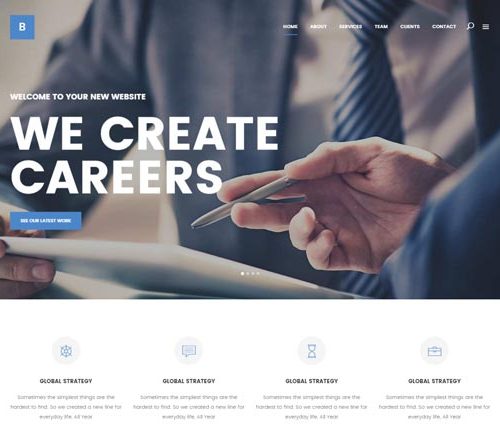 B
HOME ABOUT SERVICES TEAM CLIENTS CONTACT
WELCOME TO YOUR NEW WEBSITE
WE CREATE
CAREERS
SEE OUR LATEST WORK
GLOBAL STRATEGY GLOBAL STRATEGY GLOBAL STRATEGY GLOBAL STRATEGY
Sometimes the simplest things are the Sometimes the simplest things are the Sometimes the simplest things are the Sometimes the simplest things are the
hardest to find. So we created a new line for hardest to find. So we created a new line for hardest to find. So we created a new line for hardest to find. So we created a new line for
everyday life, All Year everyday life, All Year everyday life, All Year everyday life, All Year